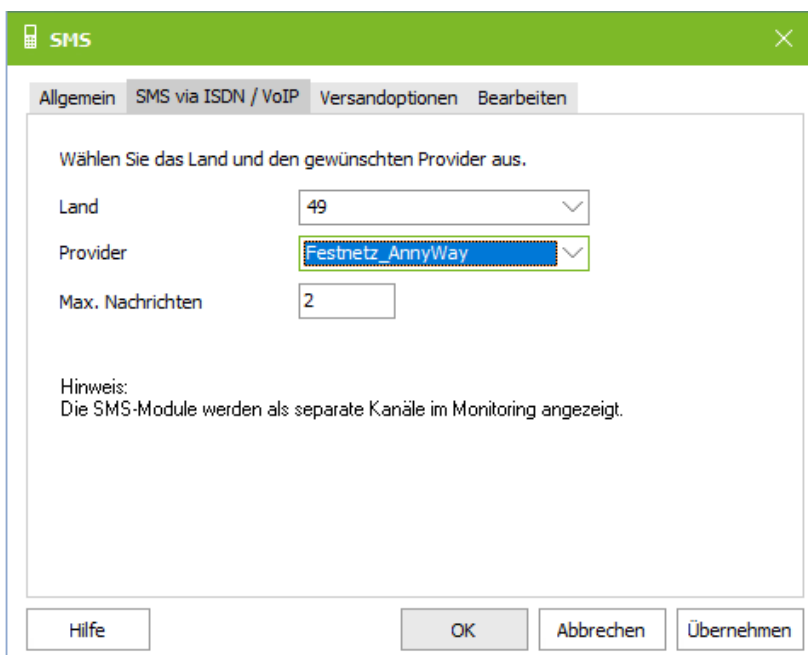 SMS
Allgemein SMS via ISDN / VoIP Versandoptionen Bearbeiten
Wählen Sie das Land und den gewünschten Provider aus.
Land 49
Provider Festnetz_AnnyWay
Max. Nachrichten 2
Hinweis:
Die SMS-Module werden als separate Kanäle im Monitoring angezeigt.
Hilfe OK Abbrechen Übernehmen